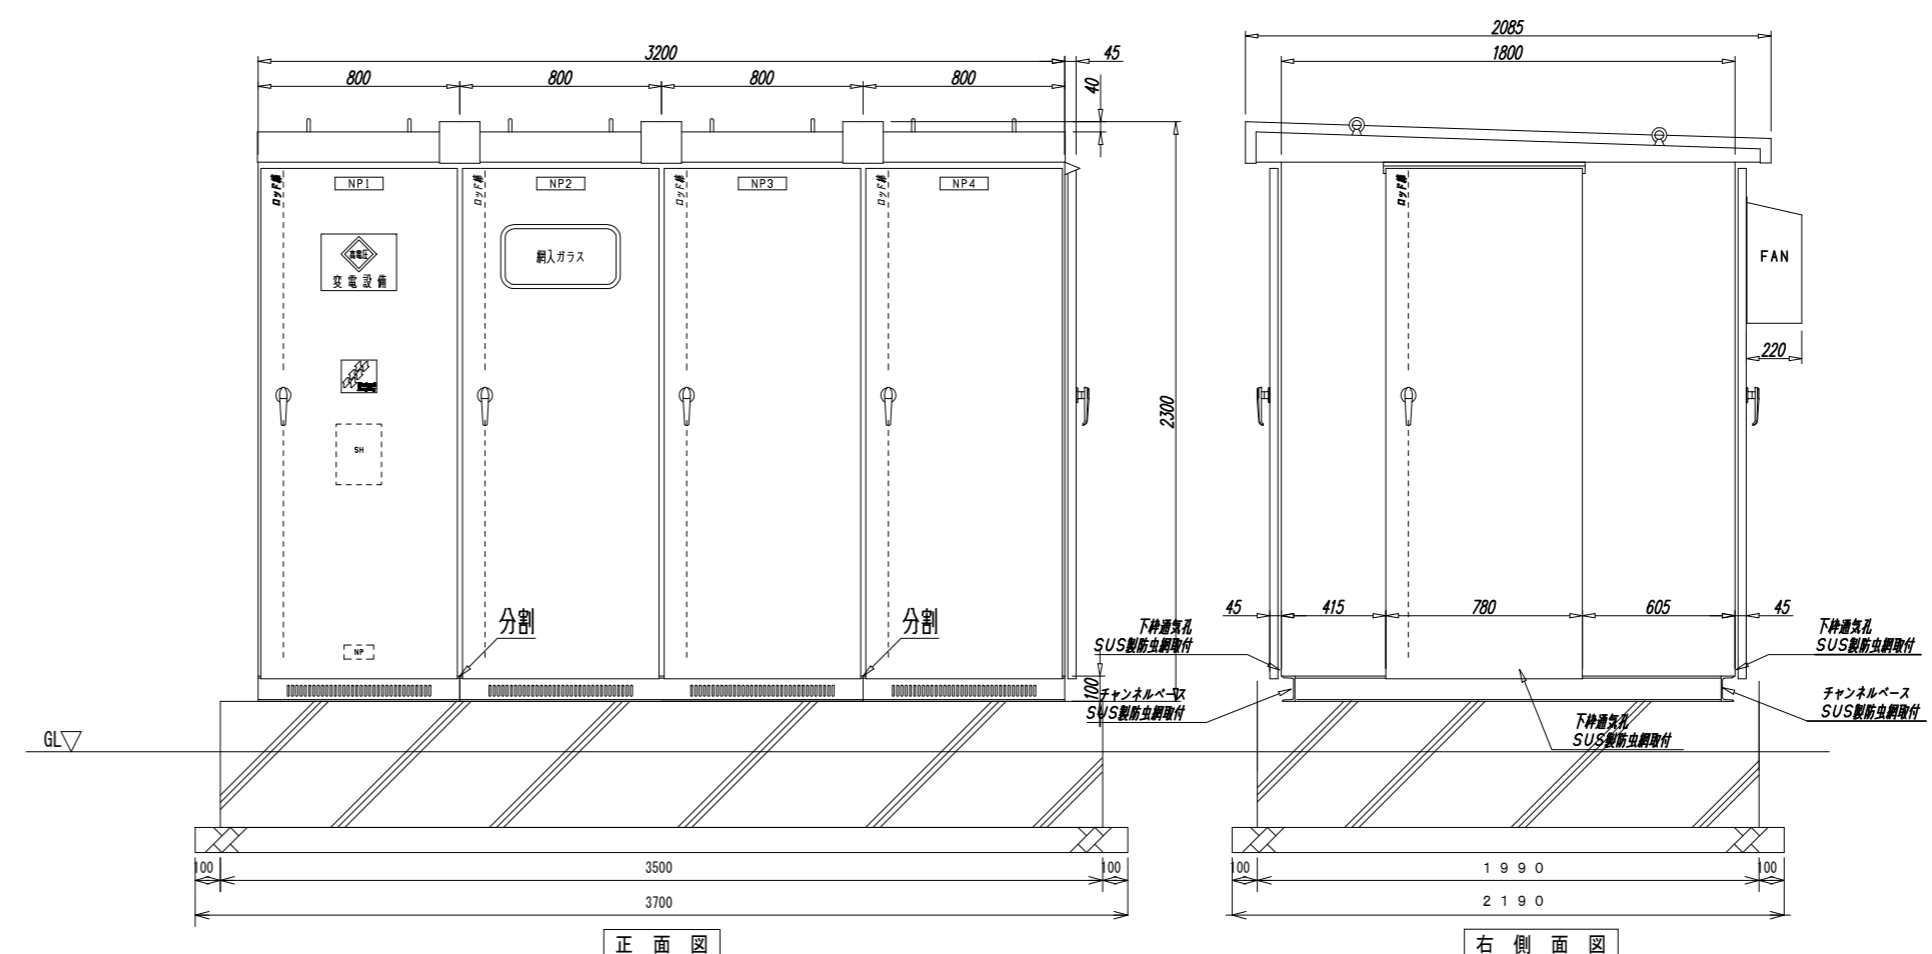 3200
45
800
800
800
800
40
2085
1800
ロッド棒
NP1
ロッド棒
NP2
ロッド棒
NP3
ロッド棒
NP4
ロッド棒
高電圧
変電設備
網入ガラス
FAN
220
SH
2300
NP
分割
分割
100
45
415
780
605
45
下枠通気孔
SUS製防虫網取付
下枠通気孔
SUS製防虫網取付
チャンネルベース
SUS製防虫網取付
チャンネルベース
SUS製防虫網取付
下枠通気孔
SUS製防虫網取付
GL
100
3500
100
3700
100
1990
100
2190
正面図
右側面図